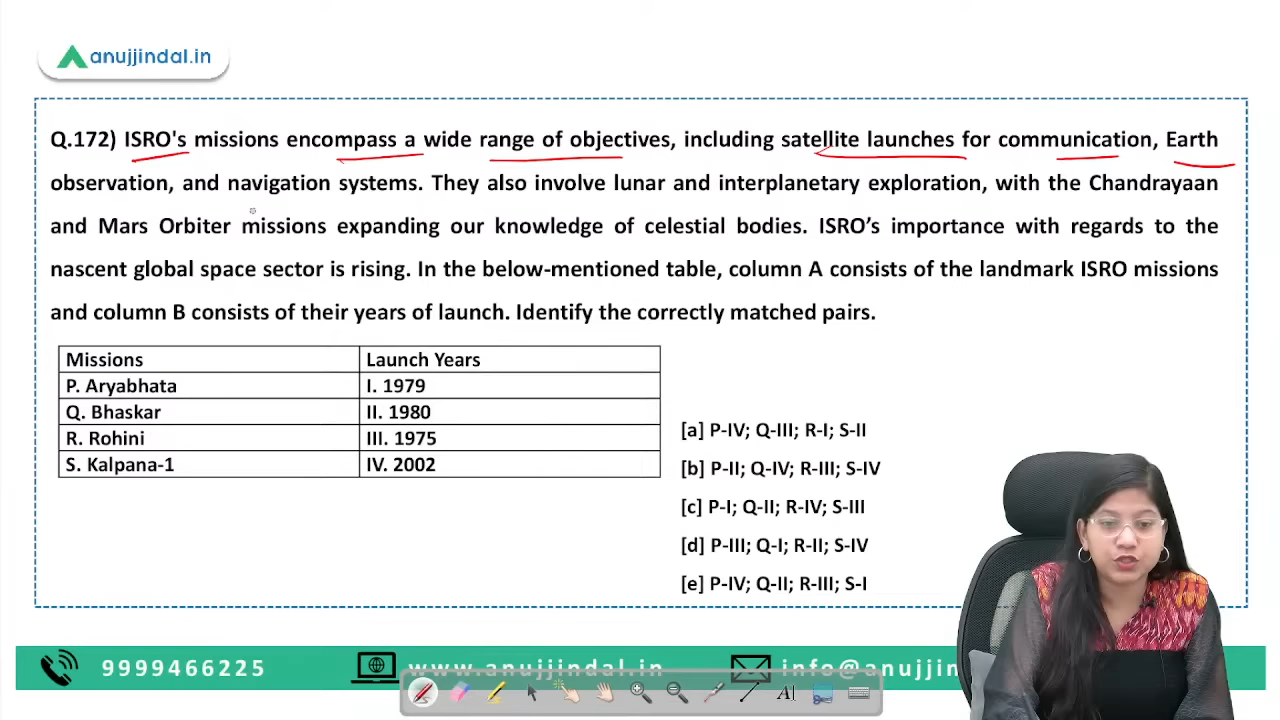 anujjindal.in
Q.172) ISRO's missions encompass a wide range of objectives, including satellite launches for communication, Earth
observation, and navigation systems. They also involve lunar and interplanetary exploration, with the Chandrayaan
and Mars Orbiter missions expanding our knowledge of celestial bodies. ISRO’s importance with regards to the
nascent global space sector is rising. In the below-mentioned table, column A consists of the landmark ISRO missions
and column B consists of their years of launch. Identify the correctly matched pairs.
Missions Launch Years
P. Aryabhata I. 1979
Q. Bhaskar II. 1980
R. Rohini III. 1975
S. Kalpana-1 IV. 2002
[a] P-IV; Q-III; R-I; S-II
[b] P-II; Q-IV; R-III; S-IV
[c] P-I; Q-II; R-IV; S-III
[d] P-III; Q-I; R-II; S-IV
[e] P-IV; Q-II; R-III; S-I
9999466225 www.anujjindal.in info@anujjin